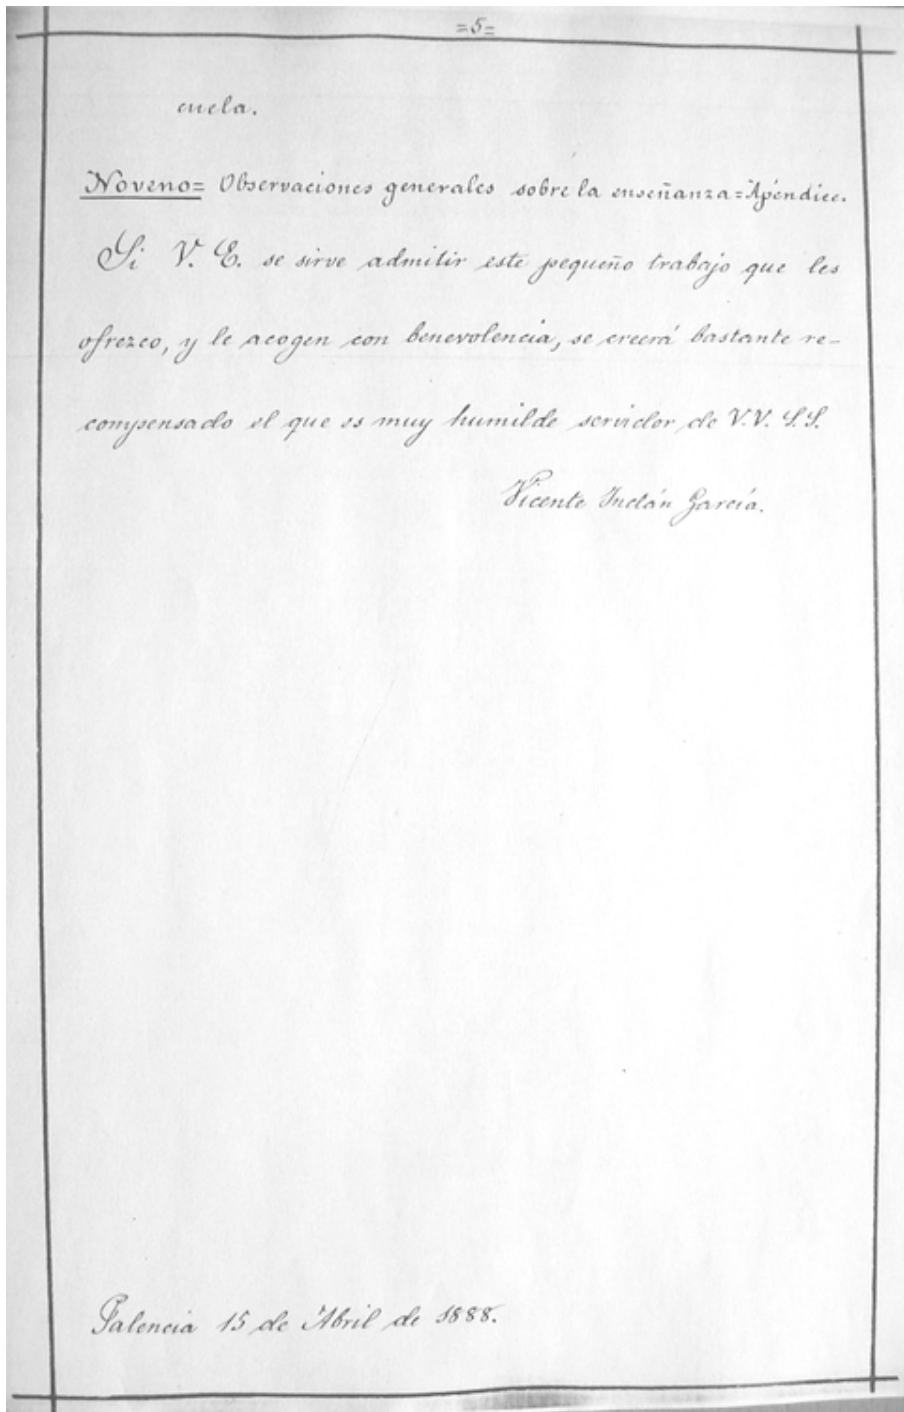 =5=
cuela.
Noveno= Observaciones generales sobre la enseñanza=Apéndice.
Si V. E. se sirve admitir este pequeño trabajo que les
ofrezco, y le acogen con benevolencia, se creerá bastante re-
compensado el que es muy humilde servidor de V.V. S.S.
Vicente Inclán García.
Palencia 15 de Abril de 1888.